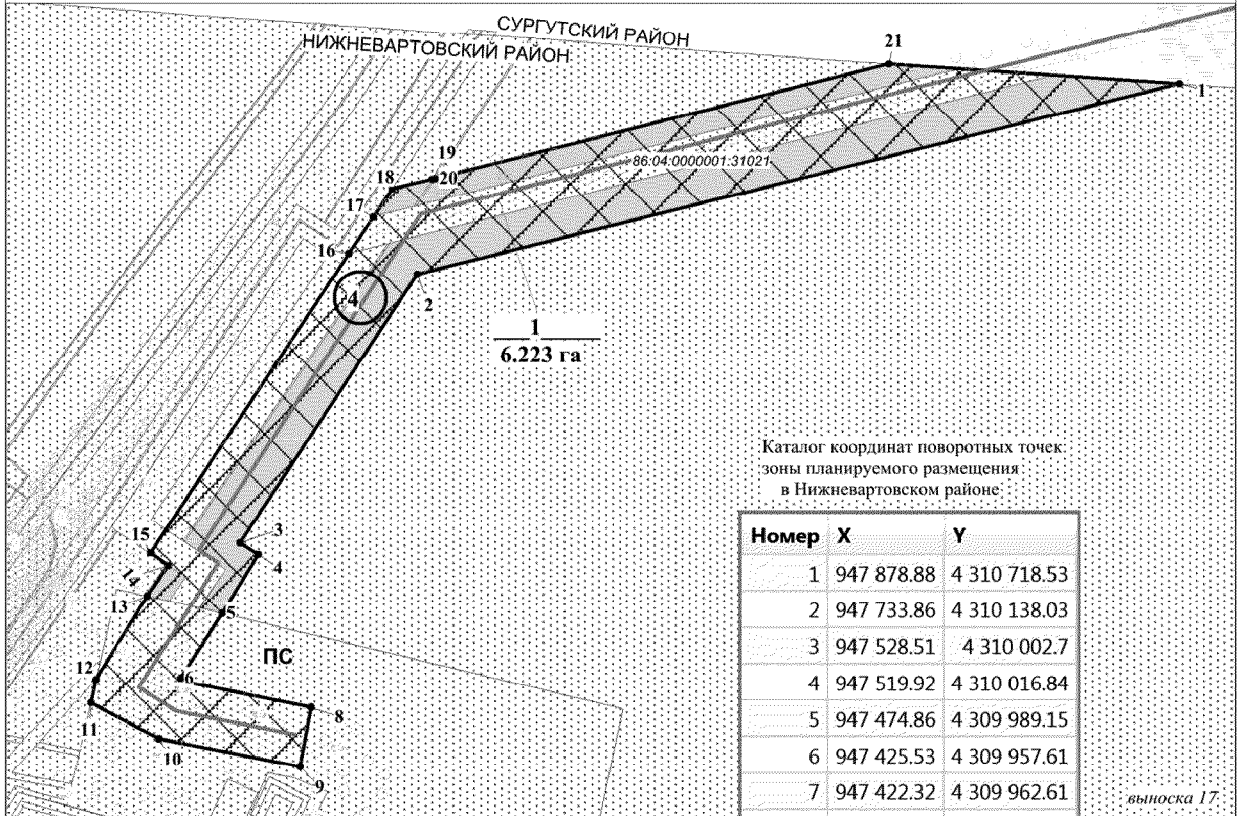 СУРГУТСКИЙ РАЙОН
НИЖНЕВАРТОВСКИЙ РАЙОН
21
1
19
86:04:0000001:31021
18
20
17
16
4
2
1
6.223 га
Каталог координат поворотных точек
зоны планируемого размещения
в Нижневартовском районе
Номер X Y
1 947 878.88 4 310 718.53
2 947 733.86 4 310 138.03
3 947 528.51 4 310 002.7
4 947 519.92 4 310 016.84
5 947 474.86 4 309 989.15
6 947 425.53 4 309 957.61
7 947 422.32 4 309 962.61
3
15
4
14
13
5
ПС
12
6
8
11
10
9
выноска 17